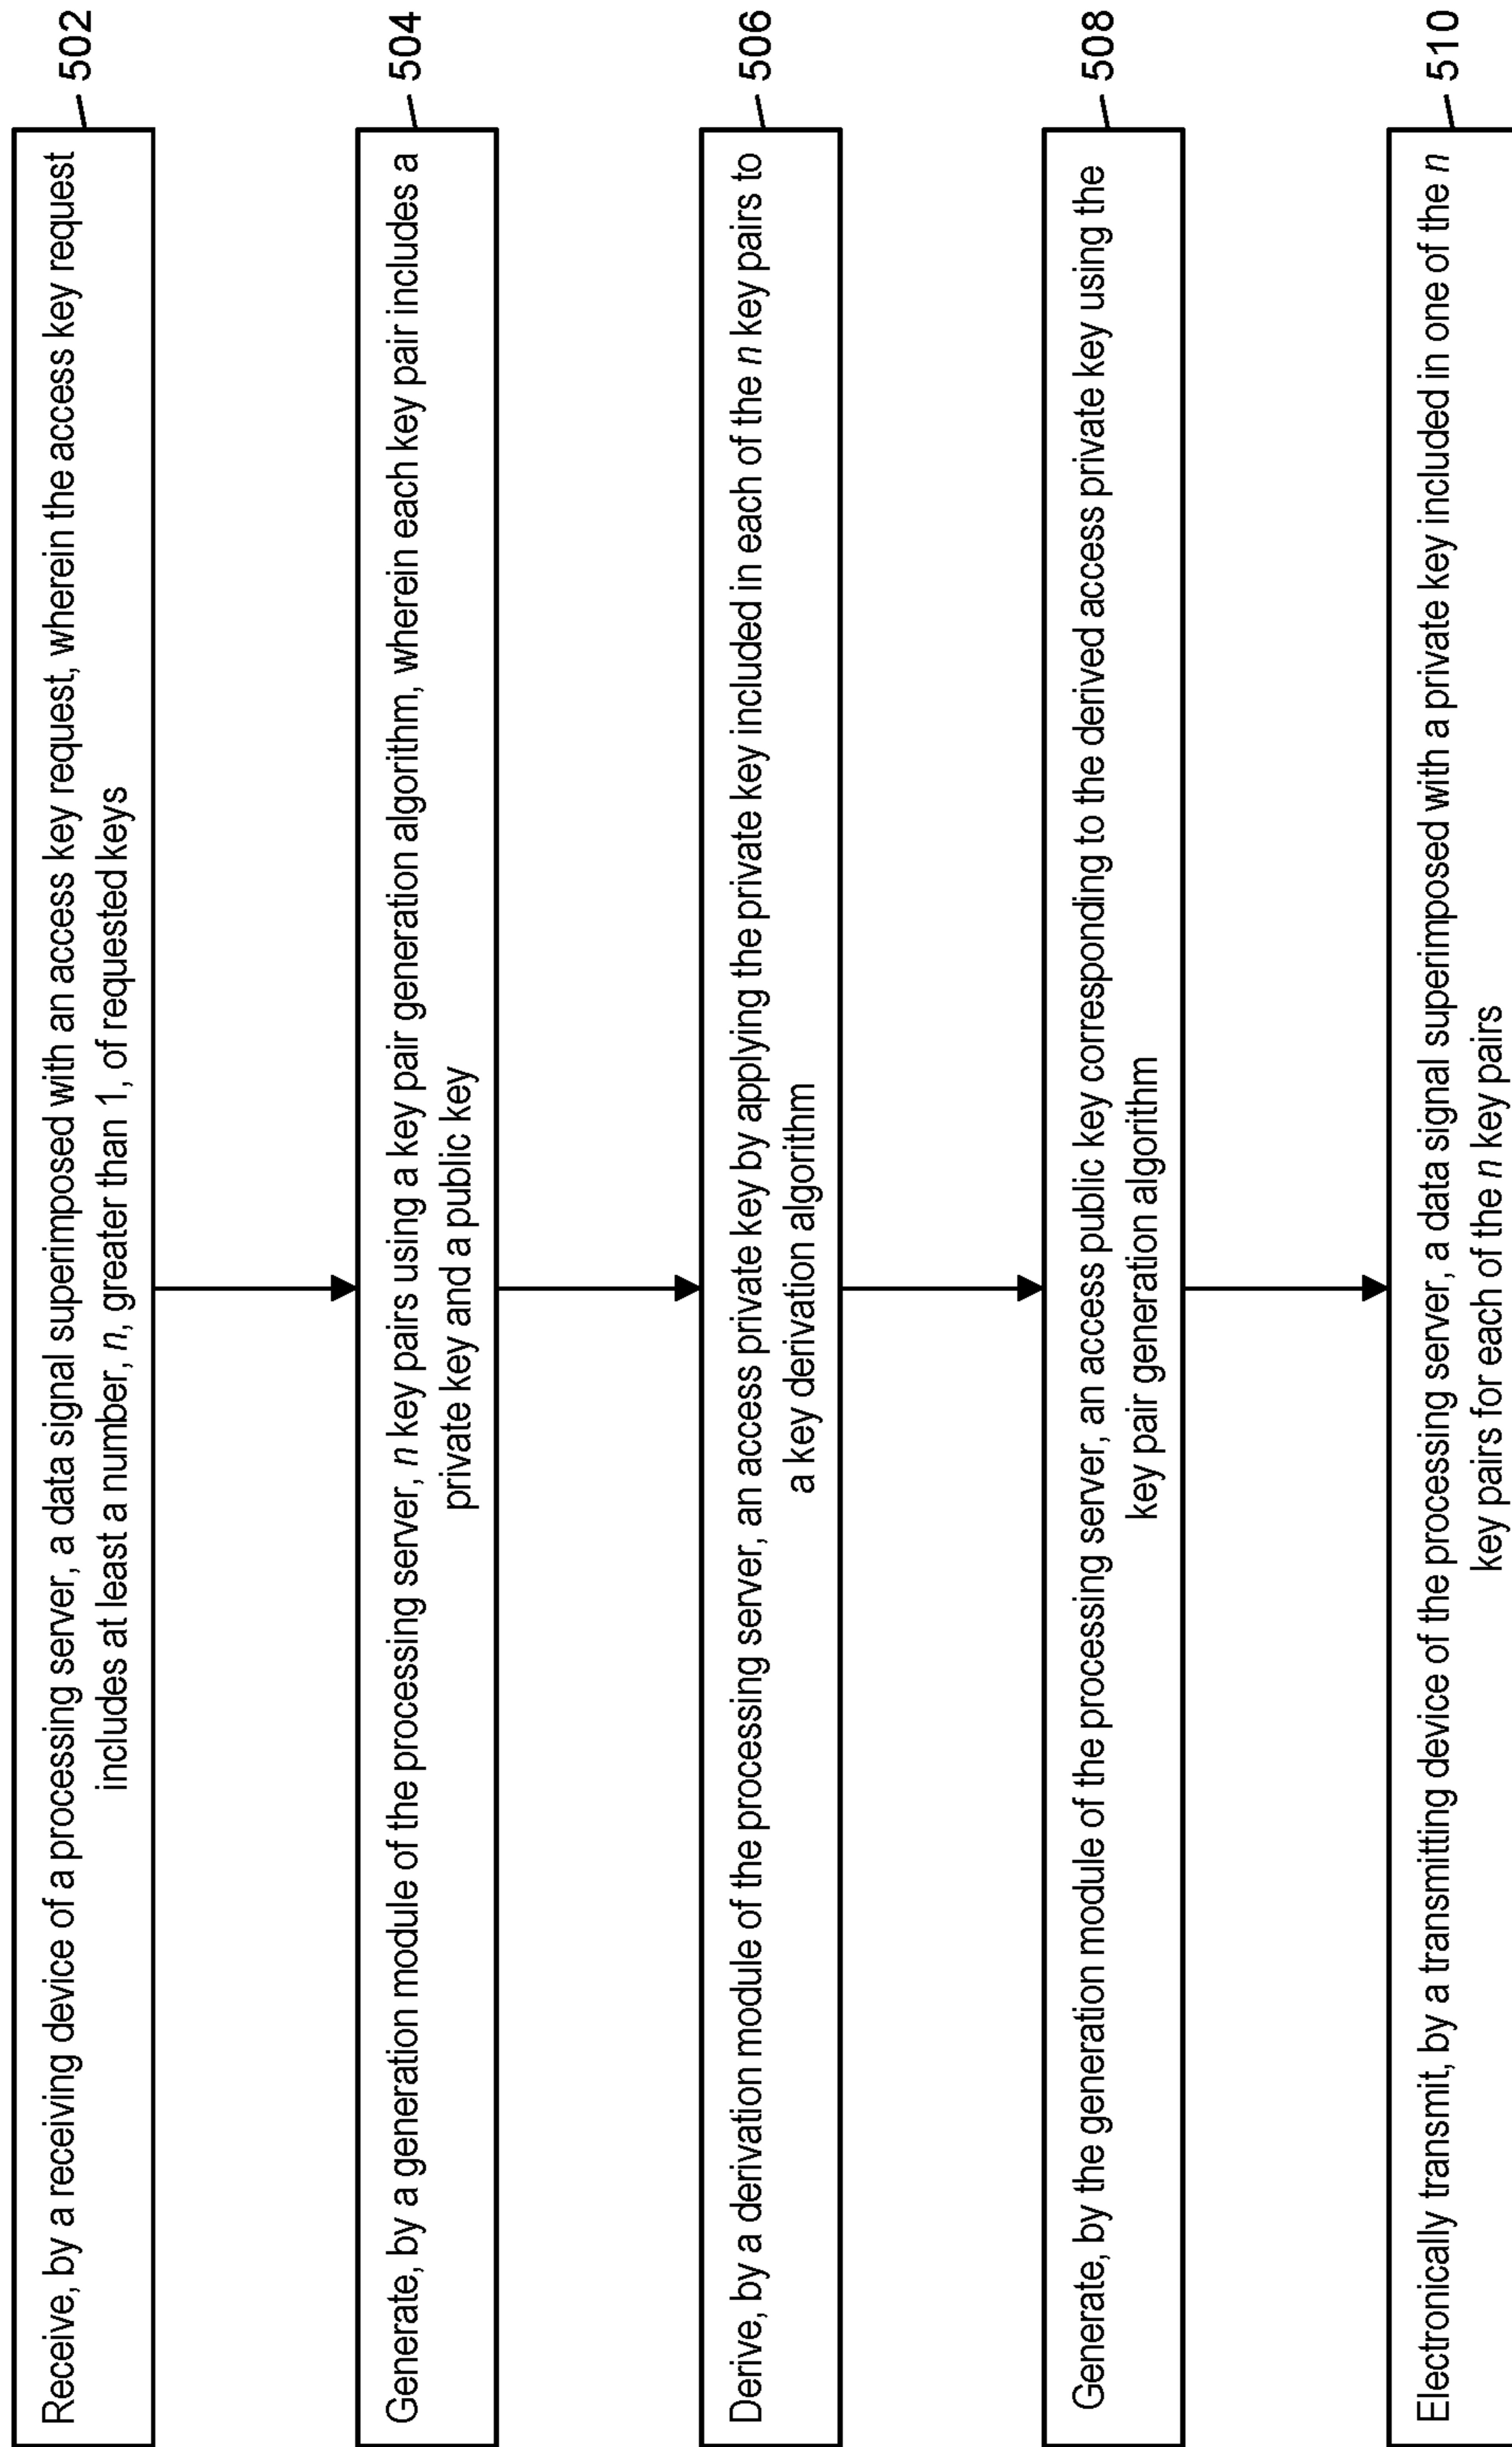 Receive, by a receiving device of a processing server, a data signal superimposed with an access key request, wherein the access key request
includes at least a number, n, greater than 1, of requested keys
502
Generate, by a generation module of the processing server, n key pairs using a key pair generation algorithm, wherein each key pair includes a
private key and a public key
504
Derive, by a derivation module of the processing server, an access private key by applying the private key included in each of the n key pairs to
a key derivation algorithm
506
Generate, by the generation module of the processing server, an access public key corresponding to the derived access private key using the
key pair generation algorithm
508
Electronically transmit, by a transmitting device of the processing server, a data signal superimposed with a private key included in one of the n
key pairs for each of the n key pairs
510